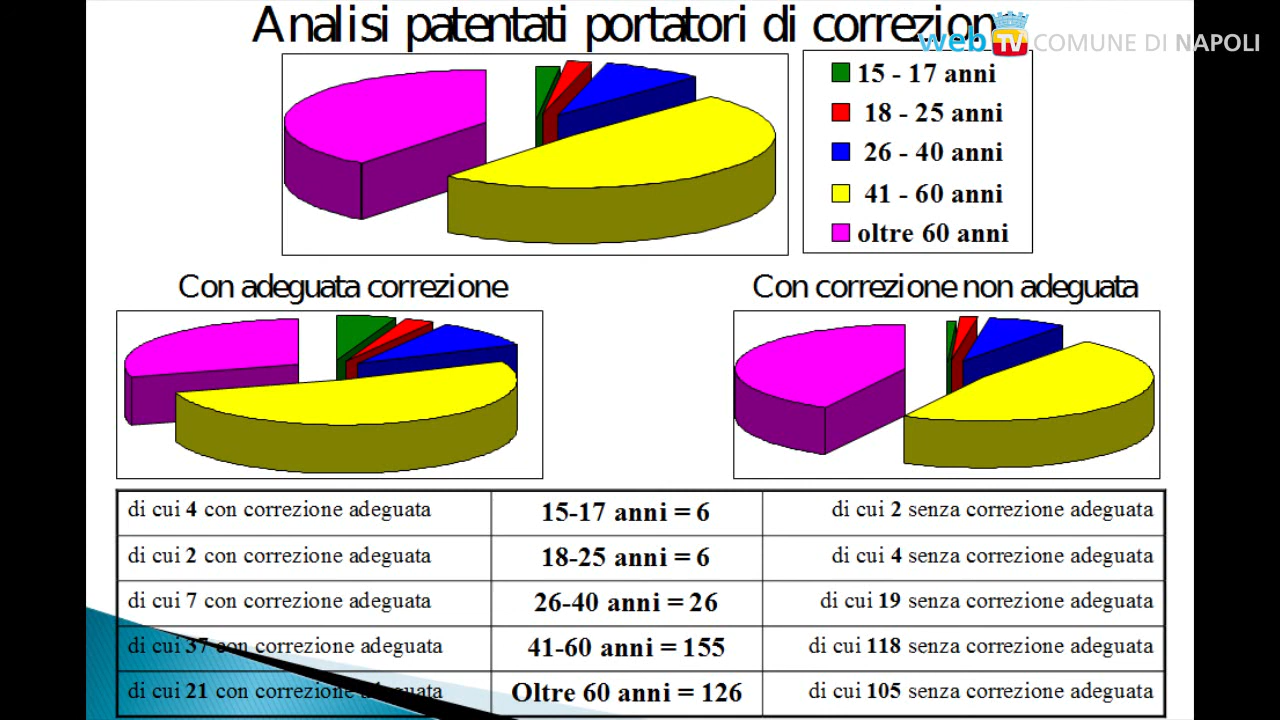 Analisi patentati portatori di correzion
web TV COMUNE DI NAPOLI
15 - 17 anni
18 - 25 anni
26 - 40 anni
41 - 60 anni
oltre 60 anni
Con adeguata correzione
Con correzione non adeguata
di cui 4 con correzione adeguata 15-17 anni = 6 di cui 2 senza correzione adeguata
di cui 2 con correzione adeguata 18-25 anni = 6 di cui 4 senza correzione adeguata
di cui 7 con correzione adeguata 26-40 anni = 26 di cui 19 senza correzione adeguata
di cui 37 con correzione adeguata 41-60 anni = 155 di cui 118 senza correzione adeguata
di cui 21 con correzione adeguata Oltre 60 anni = 126 di cui 105 senza correzione adeguata